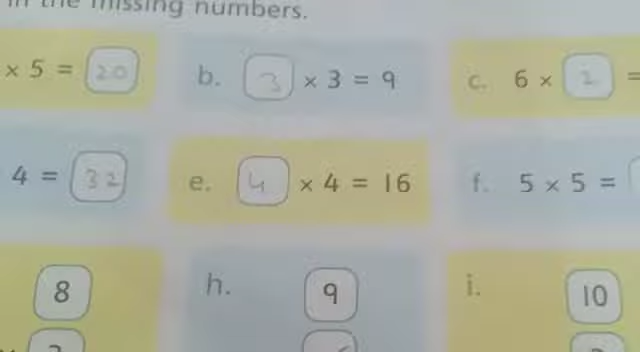 in the missing numbers.
× 5 = 20
b. 3 × 3 = 9
c. 6 × 2 =
4 = 32
e. 4 × 4 = 16
f. 5 × 5 =
8
h. 9
i. 10